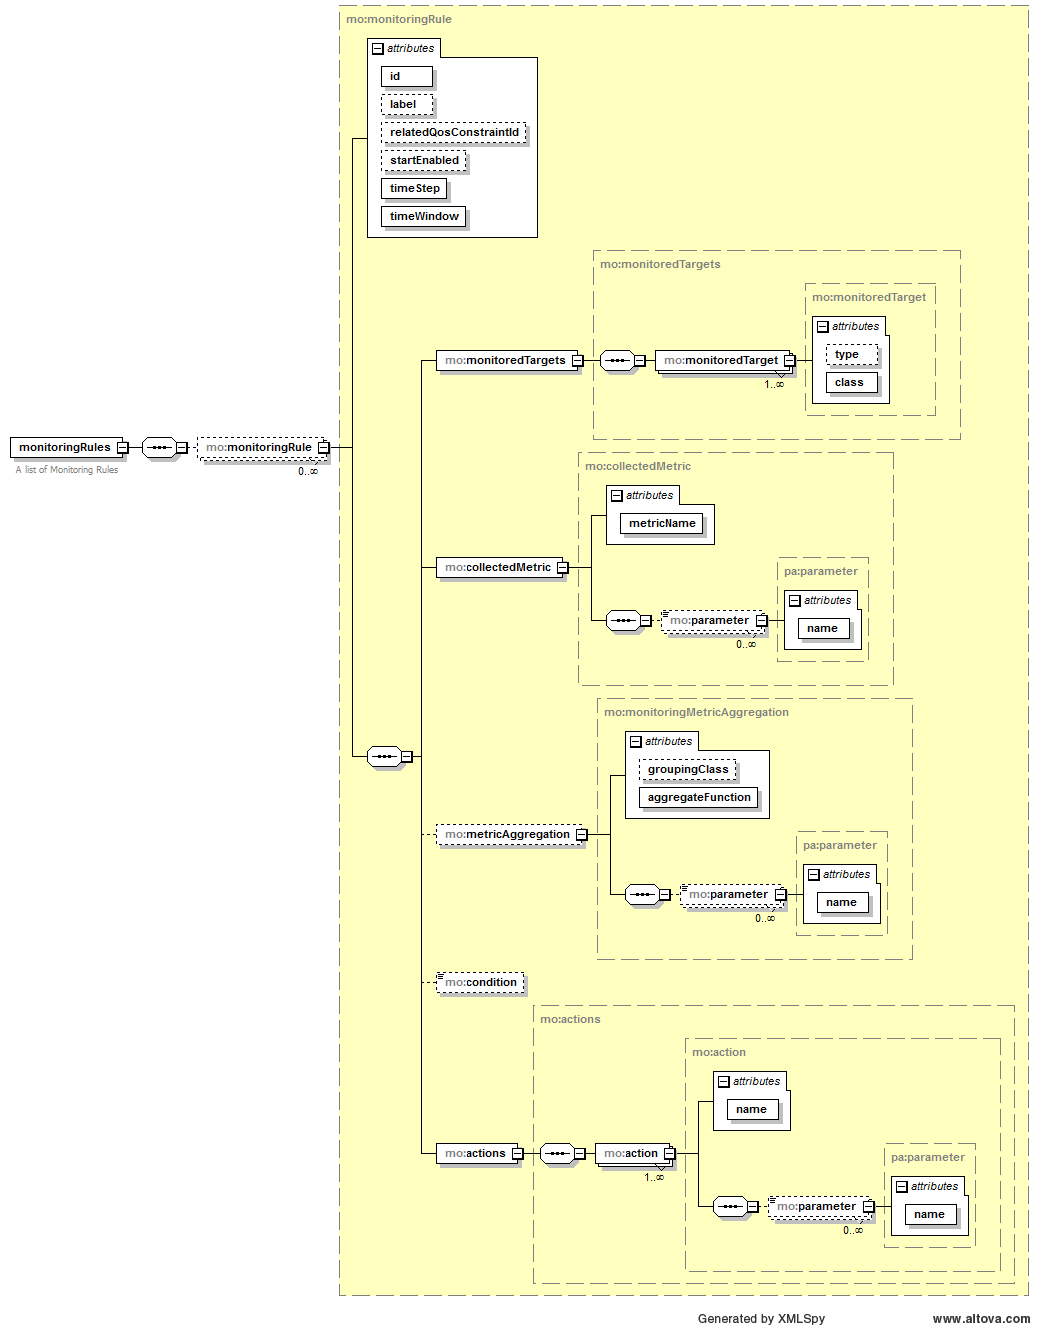 mo:monitoringRule
attributes
id
label
relatedQosConstraintId
startEnabled
timeStep
timeWindow
mo:monitoredTargets
mo:monitoredTarget
attributes
type
class
mo:monitoredTargets
mo:monitoredTarget
1..∞
monitoringRules
A list of Monitoring Rules
mo:monitoringRule
0..∞
mo:collectedMetric
attributes
metricName
mo:collectedMetric
pa:parameter
attributes
name
mo:parameter
0..∞
mo:monitoringMetricAggregation
attributes
groupingClass
aggregateFunction
mo:metricAggregation
pa:parameter
attributes
name
mo:parameter
0..∞
mo:condition
mo:actions
mo:action
attributes
name
mo:actions
mo:action
1..∞
pa:parameter
attributes
name
mo:parameter
0..∞
Generated by XMLSpy
www.altova.com